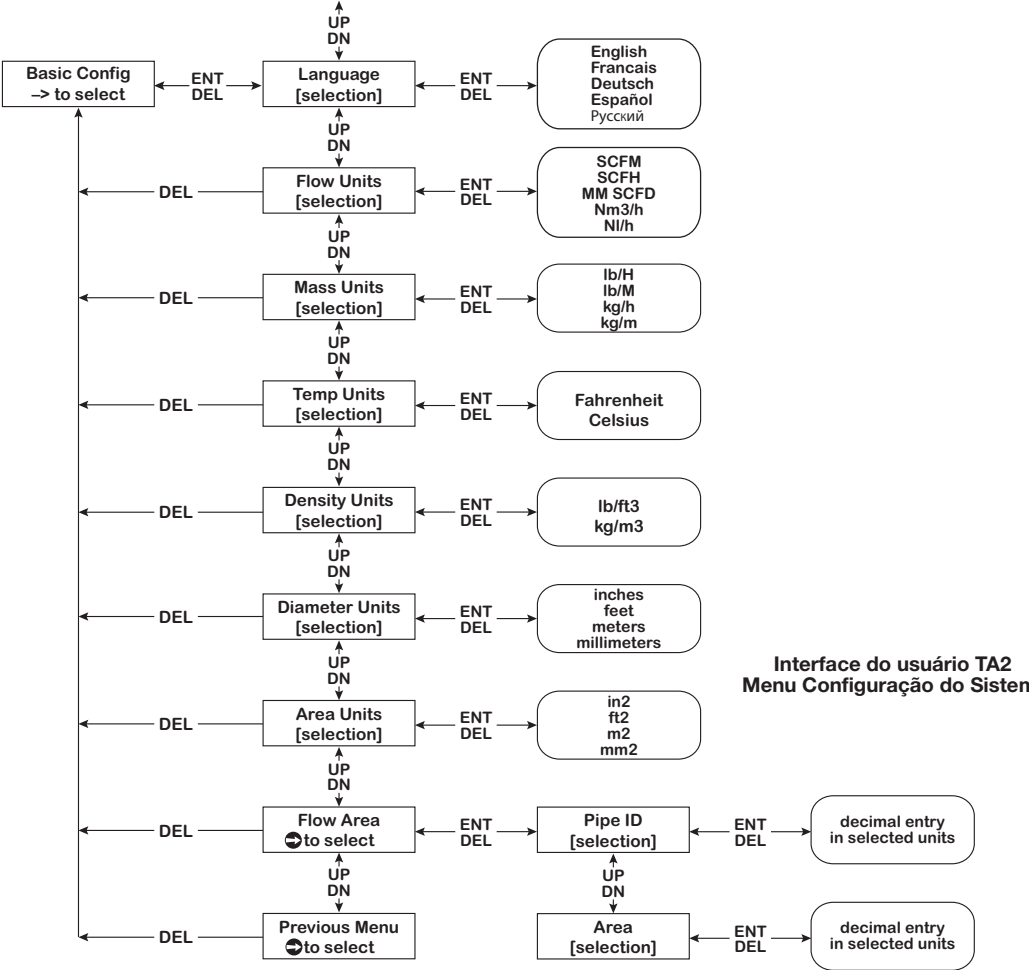 UP
DN
Basic Config
–> to select
ENT
DEL
Language
[selection]
ENT
DEL
English
Francais
Deutsch
Español
Русский
UP
DN
DEL
Flow Units
[selection]
ENT
DEL
SCFM
SCFH
MM SCFD
Nm3/h
Nl/h
UP
DN
DEL
Mass Units
[selection]
ENT
DEL
lb/H
lb/M
kg/h
kg/m
UP
DN
DEL
Temp Units
[selection]
ENT
DEL
Fahrenheit
Celsius
UP
DN
DEL
Density Units
[selection]
ENT
DEL
lb/ft3
kg/m3
UP
DN
DEL
Diameter Units
[selection]
ENT
DEL
inches
feet
meters
millimeters
Interface do usuário TA2
Menu Configuração do Sisten
UP
DN
DEL
Area Units
[selection]
ENT
DEL
in2
ft2
m2
mm2
UP
DN
DEL
Flow Area
➲to select
ENT
DEL
Pipe ID
[selection]
ENT
DEL
decimal entry
in selected units
UP
DN
UP
DN
DEL
Previous Menu
➲to select
Area
[selection]
ENT
DEL
decimal entry
in selected units